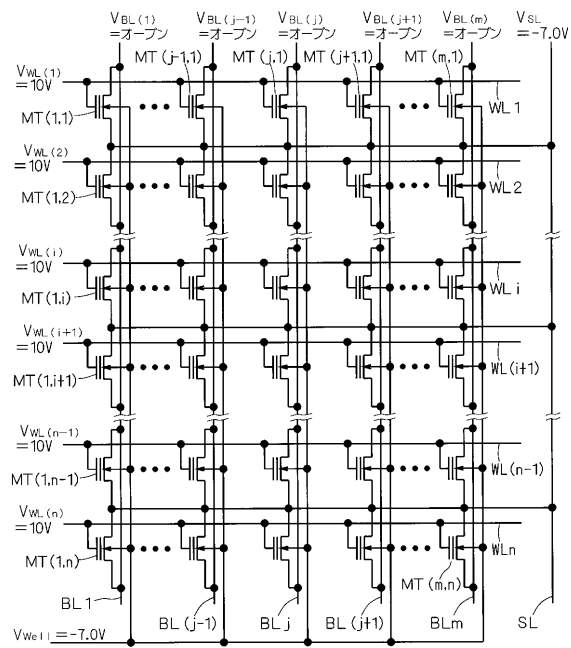 VBL(1) VBL(j-1) VBL(j) VBL(j+1) VBL(m) VSL
=オープン =オープン =オープン =オープン =オープン =-7.0V
MT(j-1,1) MT(j,1) MT(j+1,1) MT(m,1)
VWL(1)
=10V
WL1
MT(1,1)
VWL(2)
=10V
WL2
MT(1,2)
VWL(i)
=10V
WLi
MT(1,i)
VWL(i+1)
=10V
WL(i+1)
MT(1,i+1)
VWL(n-1)
=10V
WL(n-1)
MT(1,n-1)
VWL(n)
=10V
WLn
MT(1,n)
MT(m,n)
BL1 BL(j-1) BLj BL(j+1) BLm SL
VWell=-7.0V